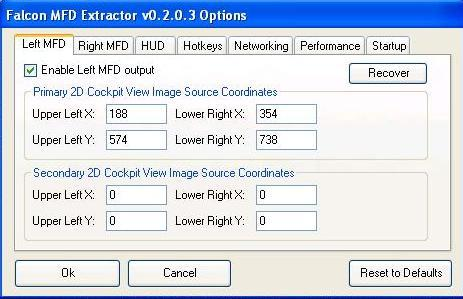 Falcon MFD Extractor v0.2.0.3 Options
Left MFD Right MFD HUD Hotkeys Networking Performance Startup
Enable Left MFD output Recover
Primary 2D Cockpit View Image Source Coordinates
Upper Left X: 188 Lower Right X: 354
Upper Left Y: 574 Lower Right Y: 738
Secondary 2D Cockpit View Image Source Coordinates
Upper Left X: 0 Lower Right X: 0
Upper Left Y: 0 Lower Right Y: 0
Ok Cancel Reset to Defaults